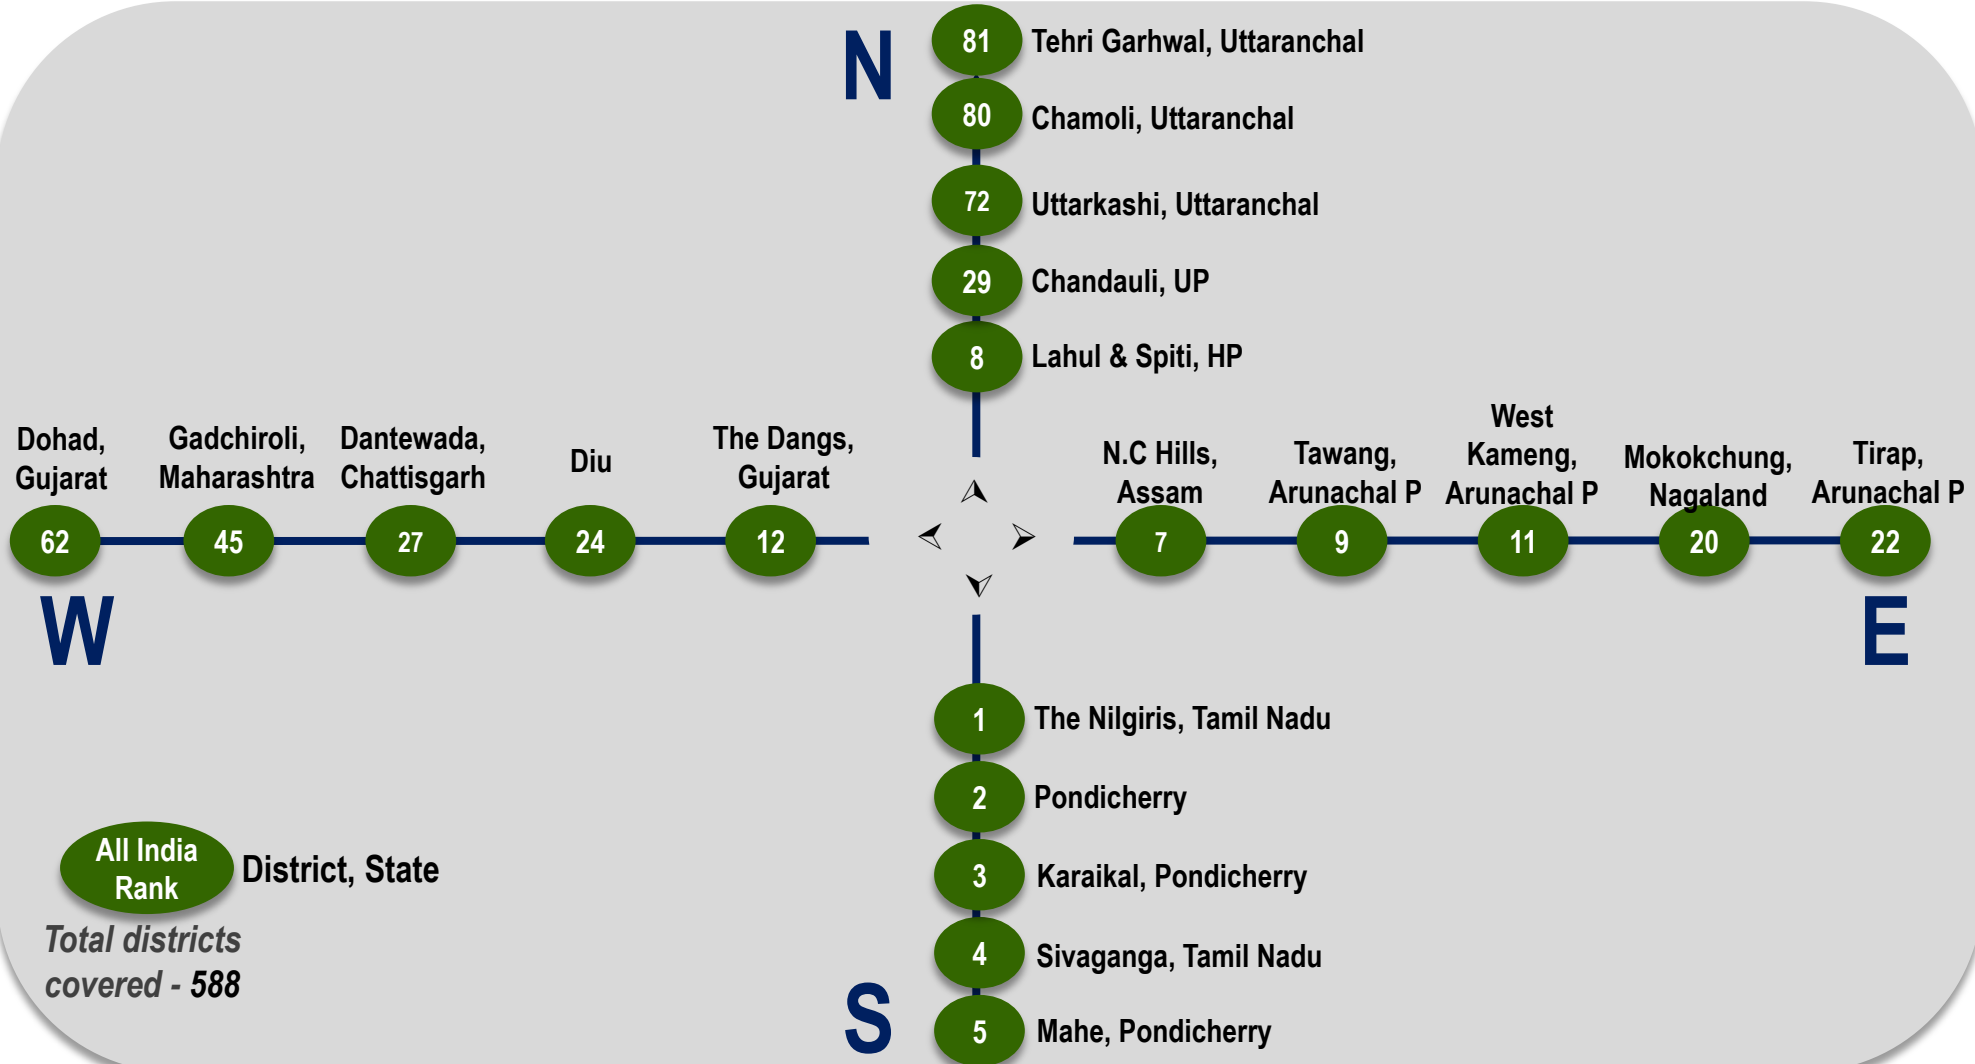 N
81
Tehri Garhwal, Uttaranchal
80
Chamoli, Uttaranchal
72
Uttarkashi, Uttaranchal
29
Chandauli, UP
8
Lahul & Spiti, HP
Dohad,
Gujarat
62
Gadchiroli,
Maharashtra
45
Dantewada,
Chattisgarh
27
Diu
24
The Dangs,
Gujarat
12
N.C Hills,
Assam
7
Tawang,
Arunachal P
9
West
Kameng,
Arunachal P
11
Mokokchung,
Nagaland
20
Tirap,
Arunachal P
22
W
E
1
The Nilgiris, Tamil Nadu
2
Pondicherry
3
Karaikal, Pondicherry
4
Sivaganga, Tamil Nadu
5
Mahe, Pondicherry
S
All India
Rank
District, State
Total districts
covered - 588